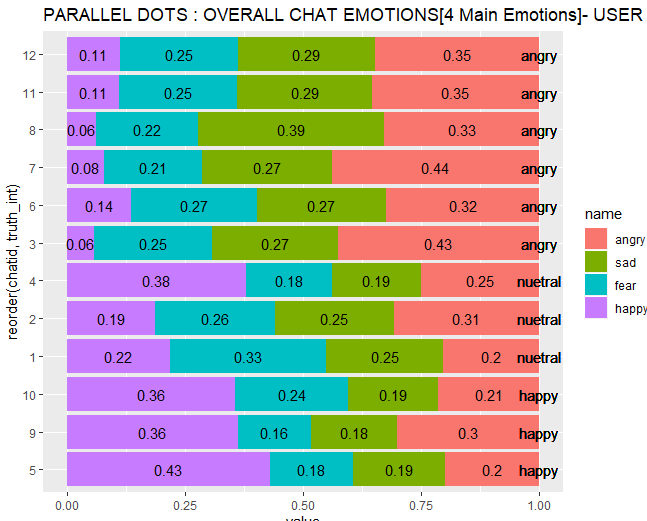 PARALLEL DOTS : OVERALL CHAT EMOTIONS[4 Main Emotions]- USER
12 0.11 0.25 0.29 0.35 angry
11 0.11 0.25 0.29 0.35 angry
8 0.06 0.22 0.39 0.33 angry
7 0.08 0.21 0.27 0.44 angry
6 0.14 0.27 0.27 0.32 angry
3 0.06 0.25 0.27 0.43 angry
4 0.38 0.18 0.19 0.25 nuetral
2 0.19 0.26 0.25 0.31 nuetral
1 0.22 0.33 0.25 0.2 nuetral
10 0.36 0.24 0.19 0.21 happy
9 0.36 0.16 0.18 0.3 happy
5 0.43 0.18 0.19 0.2 happy
reorder(chatid, truth_int)
0.00 0.25 0.50 0.75 1.00
value
name
angry
sad
fear
happy